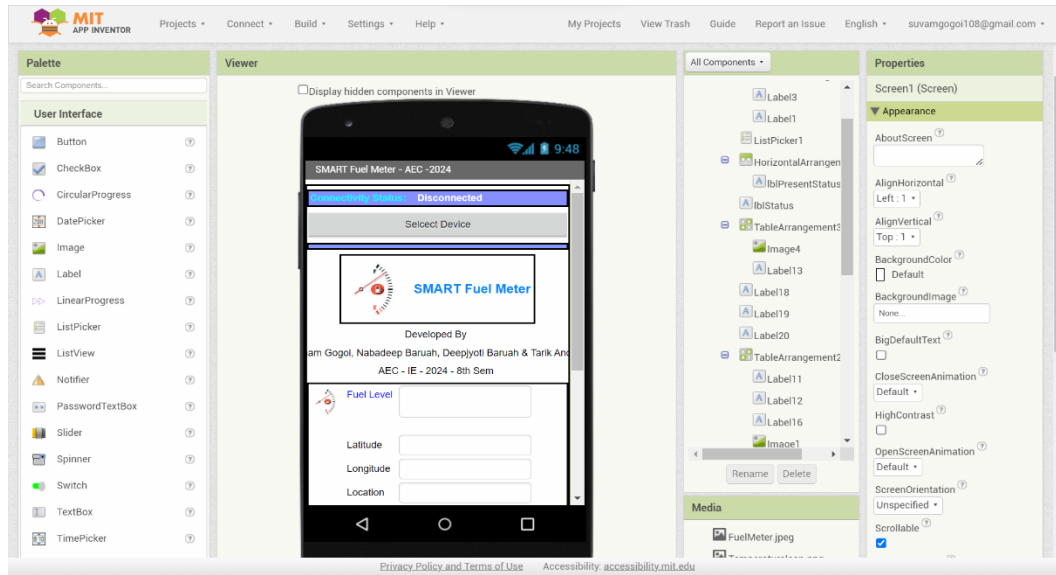 MIT
APP INVENTOR
Projects
Connect
Build
Settings
Help
My Projects
View Trash
Guide
Report an Issue
English
suvamgogoi108@gmail.com
Palette
Search Components...
User Interface
Button
CheckBox
CircularProgress
DatePicker
Image
Label
LinearProgress
ListPicker
ListView
Notifier
PasswordTextBox
Slider
Spinner
Switch
TextBox
TimePicker
Viewer
Display hidden components in Viewer
9:48
SMART Fuel Meter - AEC -2024
Connectivity Status: Disconnected
Selcect Device
SMART Fuel Meter
Developed By
am Gogoi, Nabadeep Baruah, Deepjyoti Baruah & Tarik
AEC - IE - 2024 - 8th Sem
Fuel Level
Latitude
Longitude
Location
All Components
Label3
Label1
ListPicker1
HorizontalArrangen
lblPresentStatus
lblStatus
TableArrangement3
Image4
Label13
Label18
Label19
Label20
TableArrangement2
Label11
Label12
Label16
Image1
Rename
Delete
Media
FuelMeter.jpeg
Properties
Screen1 (Screen)
Appearance
AboutScreen
AlignHorizontal
Left : 1
AlignVertical
Top : 1
BackgroundColor
Default
BackgroundImage
None...
BigDefaultText
CloseScreenAnimation
Default
HighContrast
OpenScreenAnimation
Default
ScreenOrientation
Unspecified
Scrollable
Privacy Policy and Terms of Use
Accessibility: accessibility.mit.edu